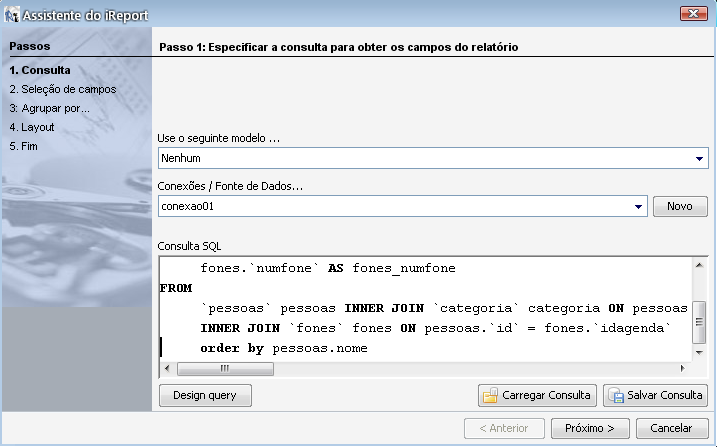 Assistente do iReport
Passos
1. Consulta
2. Seleção de campos
3: Agrupar por...
4. Layout
5. Fim
Passo 1: Especificar a consulta para obter os campos do relatório
Use o seguinte modelo ...
Nenhum
Conexões / Fonte de Dados...
conexao01
Novo
Consulta SQL
fones.`numfone` AS fones_numfone
FROM
`pessoas` pessoas INNER JOIN `categoria` categoria ON pessoas
INNER JOIN `fones` fones ON pessoas.`id` = fones.`idagenda`
order by pessoas.nome
Design query
Carregar Consulta
Salvar Consulta
< Anterior
Próximo >
Cancelar